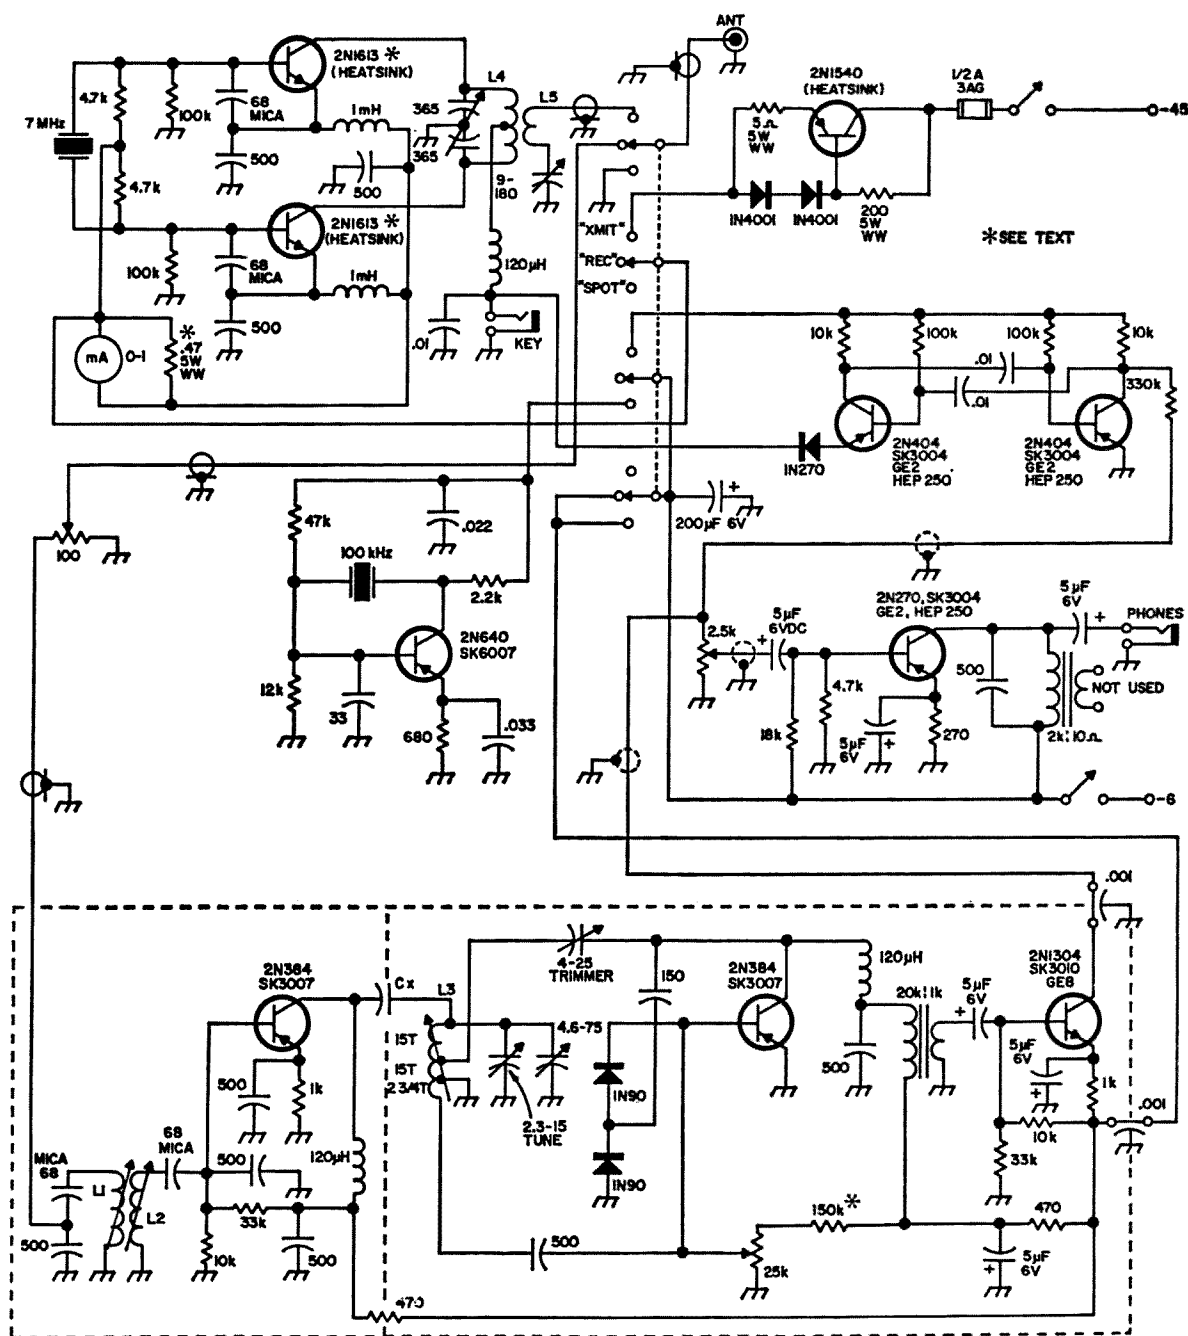 ANT
2N1613 *
(HEATSINK)
L4
2N1540
(HEATSINK)
1/2 A
3AG
4.7k
100k
68
MICA
1mH
365
L5
5Ω
5W
WW
-45
7 MHz
500
365
500
9-
180
4.7k
2N1613 *
(HEATSINK)
1N4001
1N4001
200
5W
WW
"XMIT"
*SEE TEXT
100k
68
MICA
1mH
120µH
"REC"
"SPOT"
500
.01
KEY
10k
100k
100k
10k
mA
0-1
*
.47
5W
WW
.01
.01
330k
1N270
2N404
SK3004
GE2
HEP 250
2N404
SK3004
GE2
HEP 250
47k
.022
200µF 6V
100
100 kHz
2.2k
2N270, SK3004
GE2, HEP 250
5µF
6V
PHONES
2N640
SK6007
2.5k
5µF
6VDC
500
NOT USED
12k
33
4.7k
680
.033
18k
5µF
6V
270
2k:10Ω
-6
.001
2N384
SK3007
Cx
L3
4-25
TRIMMER
150
2N384
SK3007
120µH
2N1304
SK3010
GE8
20k:1k
5µF
6V
15T
15T
2 3/4T
4.6-75
500
1k
1N90
500
5µF
6V
1k
2.3-15
TUNE
.001
68
MICA
10k
MICA
68
500
120µH
1N90
33k
L1
L2
33k
150k*
470
500
10k
500
500
25k
5µF
6V
470